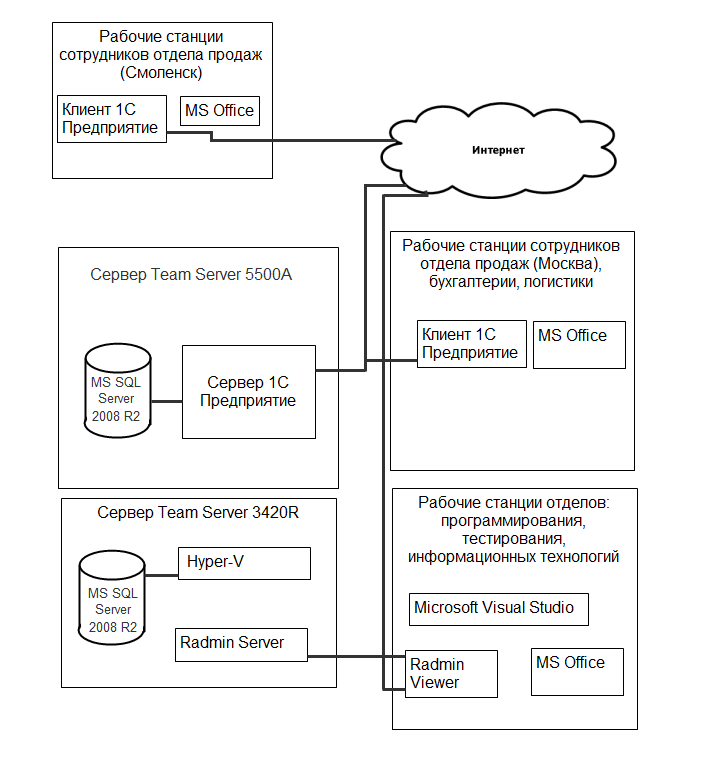 Рабочие станции
сотрудников отдела продаж
(Смоленск)
Клиент 1С
Предприятие
MS Office
Интернет
Сервер Team Server 5500A
MS SQL
Server
2008 R2
Сервер 1С
Предприятие
Рабочие станции сотрудников
отдела продаж (Москва),
бухгалтерии, логистики
Клиент 1С
Предприятие
MS Office
Сервер Team Server 3420R
Hyper-V
MS SQL
Server
2008 R2
Radmin Server
Рабочие станции отделов:
программирования,
тестирования,
информационных технологий
Microsoft Visual Studio
Radmin
Viewer
MS Office